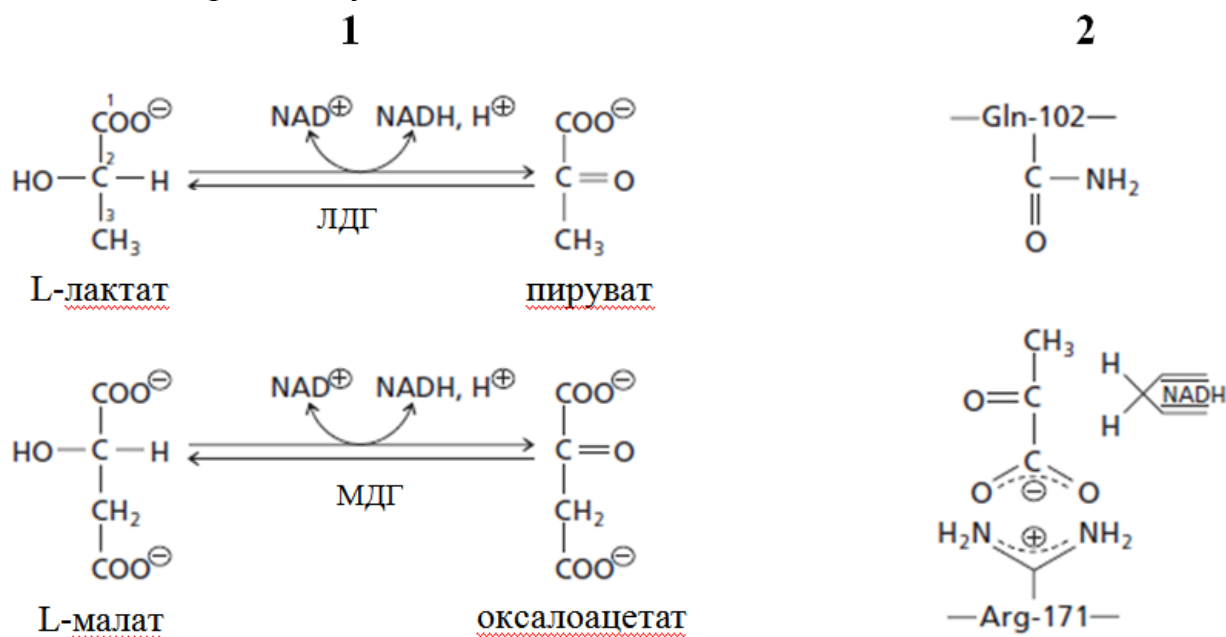 1 2
COO⊖
1
NAD⊕ NADH, H⊕
COO⊖
HO—C—H
2
C=O
3
CH₃
ЛДГ
CH₃
L-лактат пируват
—Gln-102—
C—NH₂
O
COO⊖
NAD⊕ NADH, H⊕
COO⊖
HO—C—H
C=O
CH₂
МДГ
CH₂
COO⊖
COO⊖
L-малат оксалоацетат
CH₃
H
O=C
NADH
H
C
O ⊖ O
H₂N ⊕ NH₂
—Arg-171—